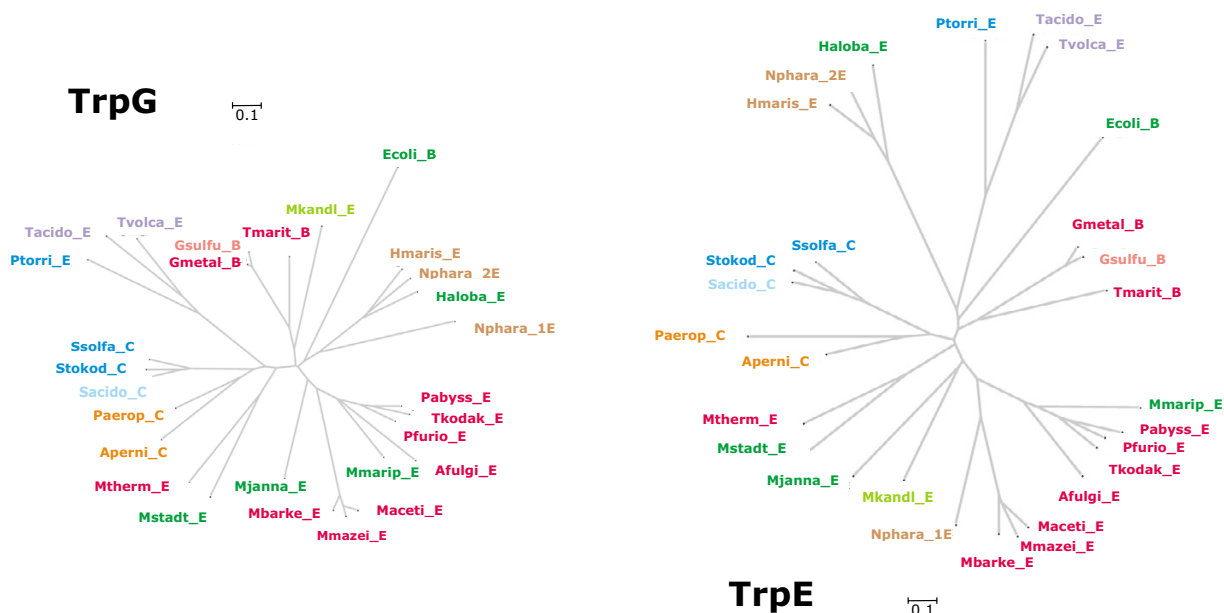 TrpG
0.1
Ecoli_B
Mkandl_E
Tvolca_E
Tacido_E
Gsulfu_B
Tmarit_B
Ptorri_E
Gmetal_B
Hmaris_E
Nphara_2E
Haloba_E
Nphara_1E
Ssolfa_C
Stokod_C
Sacido_C
Paerop_C
Aperni_C
Mtherm_E
Mstadt_E
Mjanna_E
Mbarke_E
Mmazei_E
Maceti_E
Mmarip_E
Afulgi_E
Pfurio_E
Tkodak_E
Pabyss_E
Ptorri_E
Tacido_E
Tvolca_E
Haloba_E
Nphara_2E
Hmaris_E
Ecoli_B
Gmetal_B
Gsulfu_B
Tmarit_B
Ssolfa_C
Stokod_C
Sacido_C
Paerop_C
Aperni_C
Mtherm_E
Mstadt_E
Mjanna_E
Mkandl_E
Nphara_1E
Mbarke_E
Mmazei_E
Maceti_E
Afulgi_E
Tkodak_E
Pfurio_E
Pabyss_E
Mmarip_E
TrpE
0.1